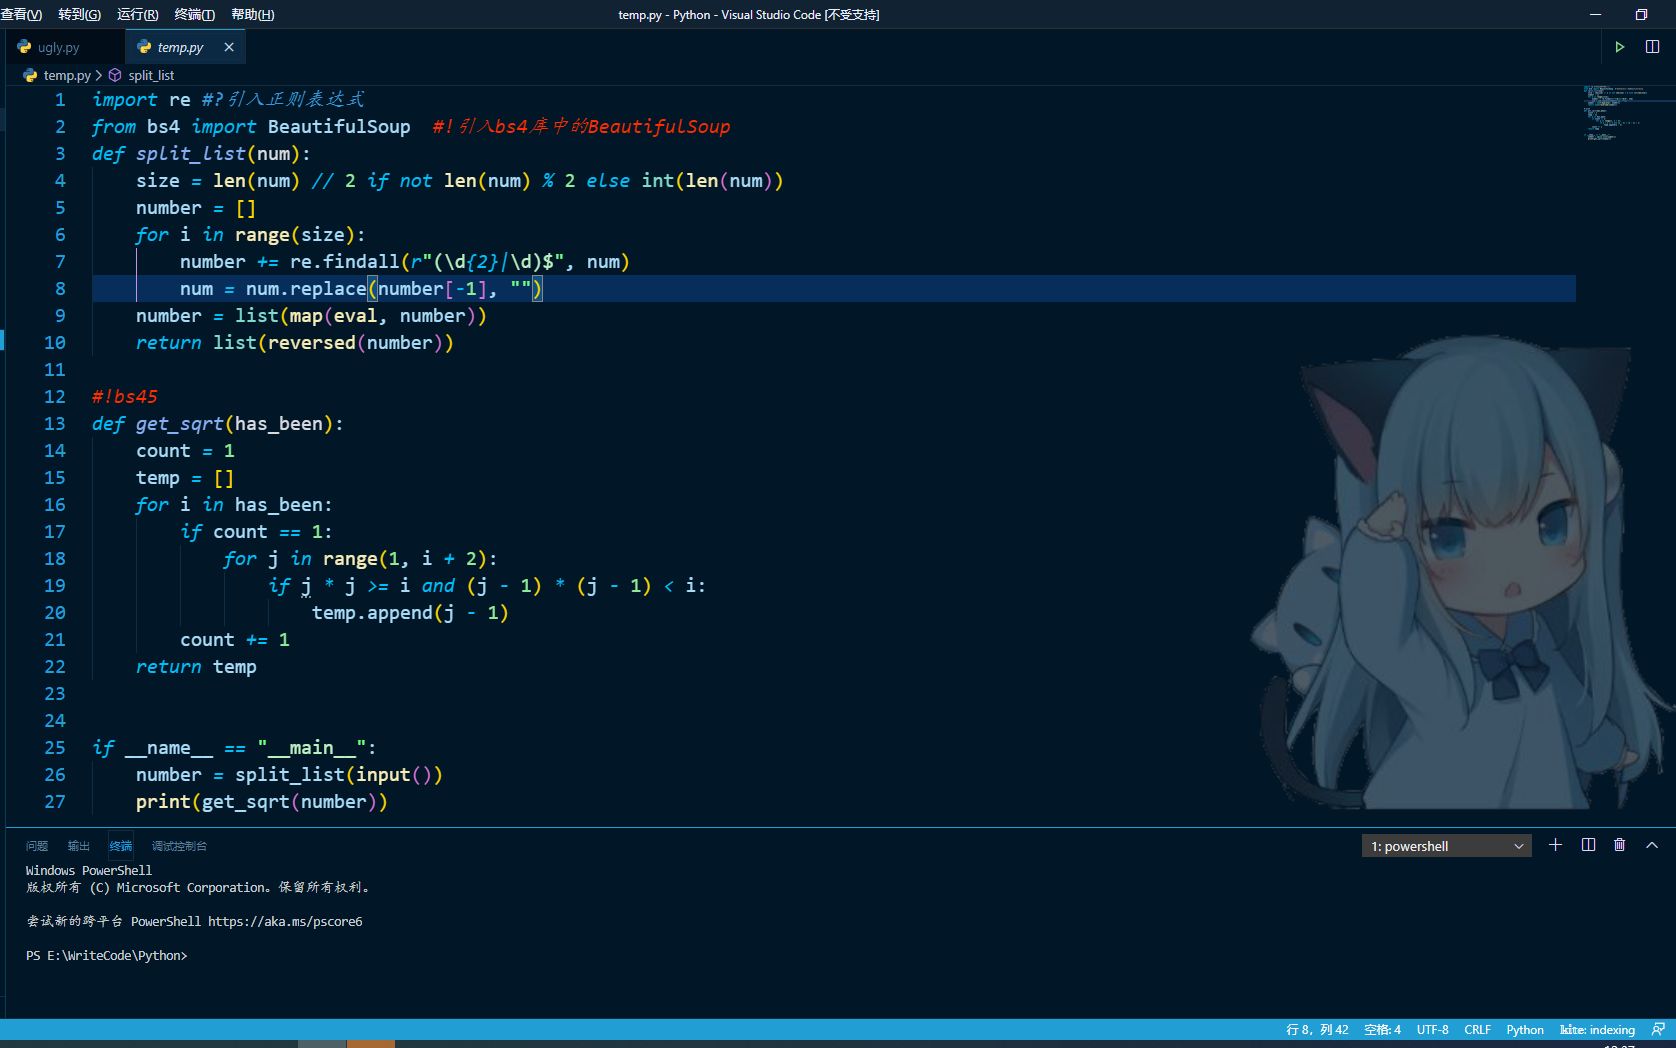 查看(V) 转到(G) 运行(R) 终端(T) 帮助(H) temp.py - Python - Visual Studio Code [不受支持]
ugly.py temp.py
temp.py > split_list
1 import re #?引入正则表达式
2 from bs4 import BeautifulSoup #!引入bs4库中的BeautifulSoup
3 def split_list(num):
4 size = len(num) // 2 if not len(num) % 2 else int(len(num))
5 number = []
6 for i in range(size):
7 number += re.findall(r"(\d{2}|\d)$", num)
8 num = num.replace(number[-1], "")
9 number = list(map(eval, number))
10 return list(reversed(number))
11
12 #!bs45
13 def get_sqrt(has_been):
14 count = 1
15 temp = []
16 for i in has_been:
17 if count == 1:
18 for j in range(1, i + 2):
19 if j * j >= i and (j - 1) * (j - 1) < i:
20 temp.append(j - 1)
21 count += 1
22 return temp
23
24
25 if __name__ == "__main__":
26 number = split_list(input())
27 print(get_sqrt(number))
问题 输出 终端 调试控制台 1: powershell
Windows PowerShell
版权所有 (C) Microsoft Corporation。保留所有权利。
尝试新的跨平台 PowerShell https://aka.ms/pscore6
PS E:\WriteCode\Python>
行 8，列 42 空格: 4 UTF-8 CRLF Python kite: indexing